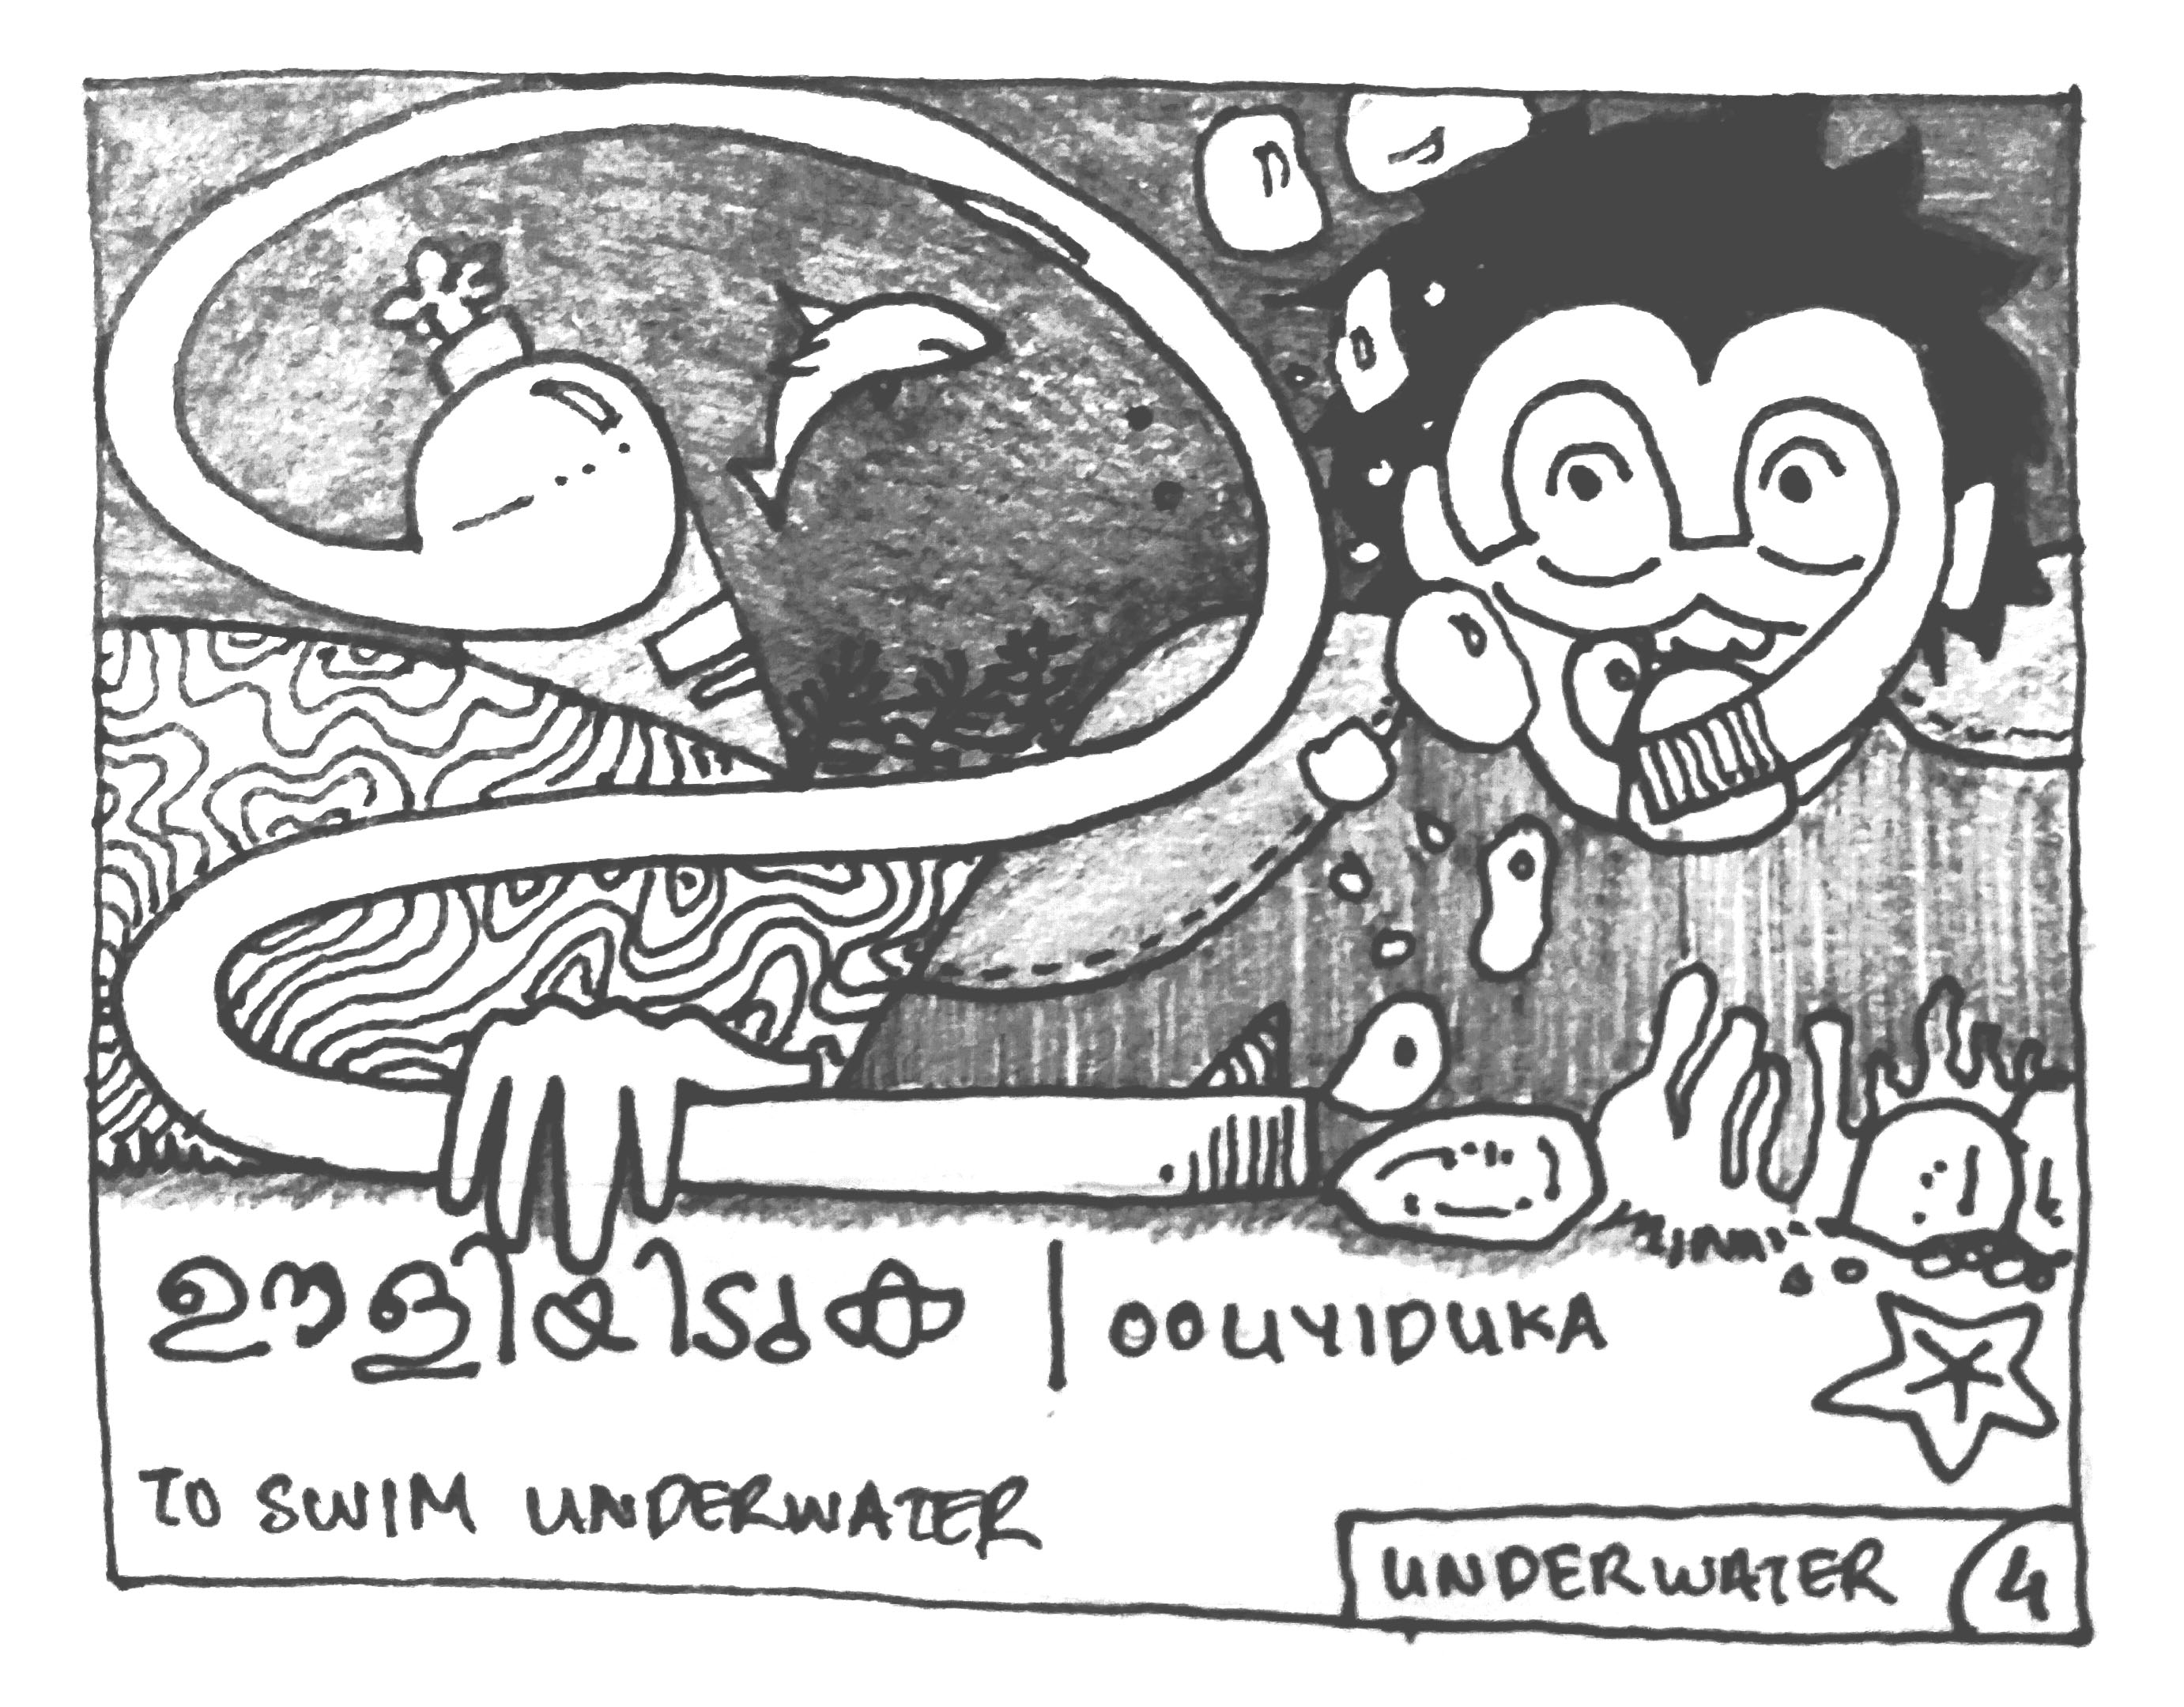 ഊളിയിടുക | OOLIYIDUKA
TO SWIM UNDERWATER
UNDERWATER 4